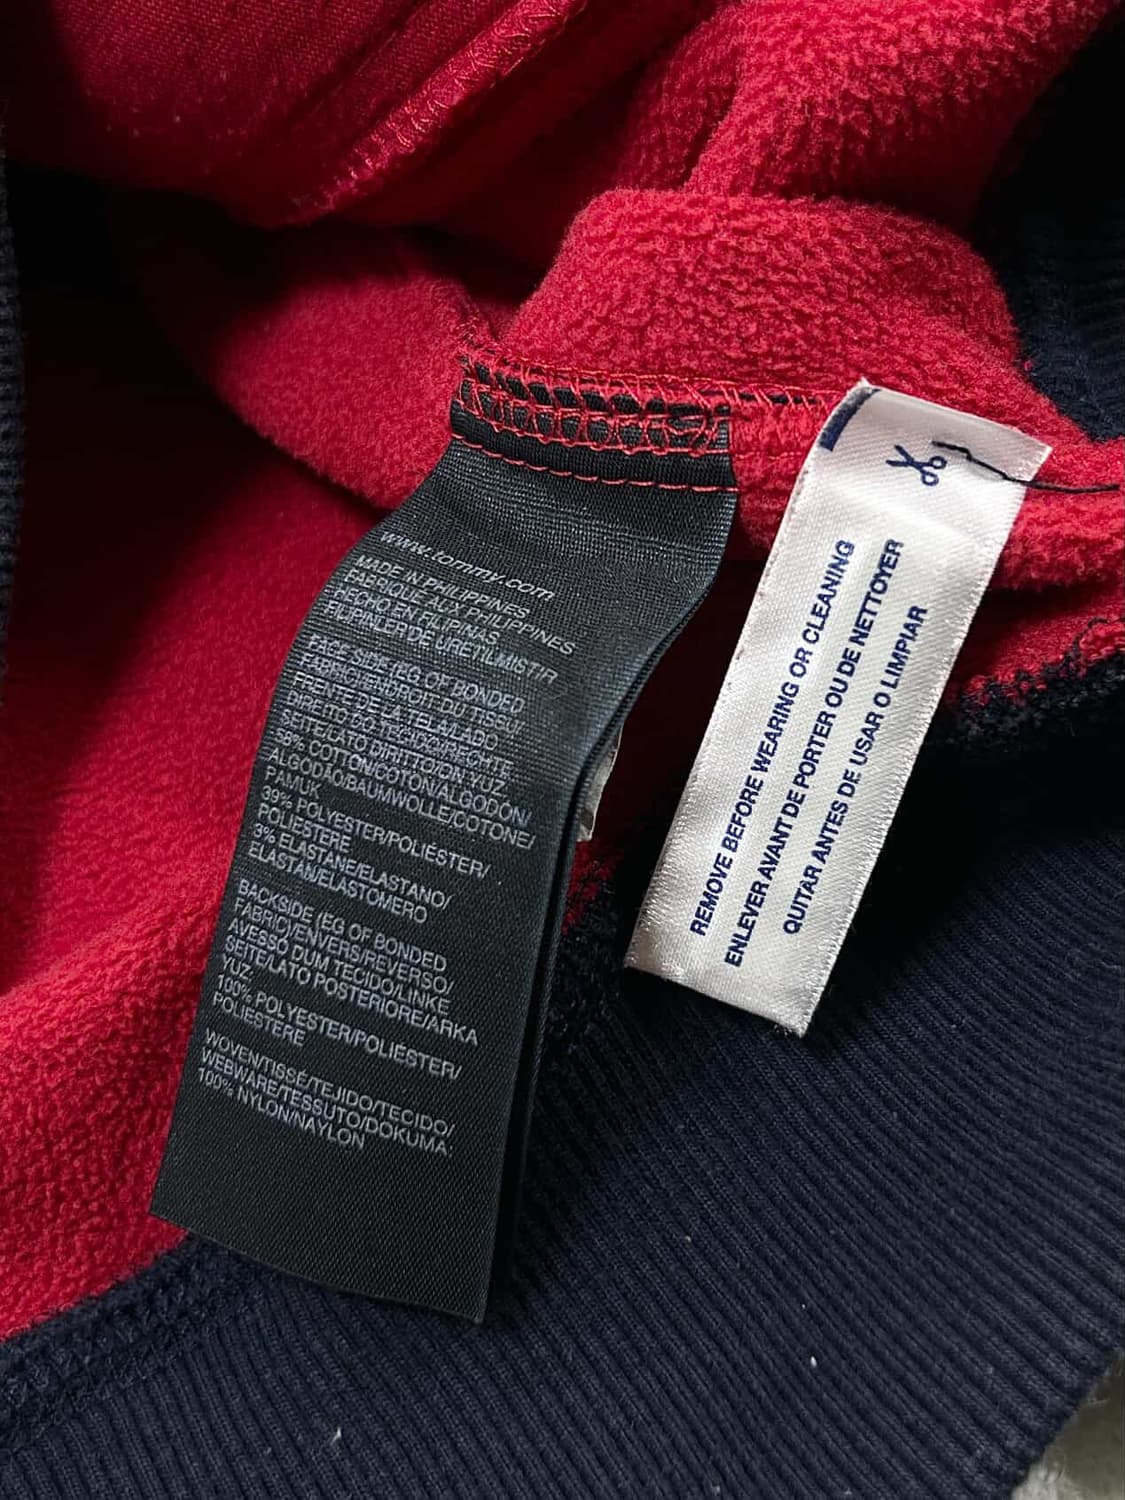 www.tommy.com
MADE IN PHILIPPINES
FABRIQUE AUX PHILIPPINES
HECHO EN FILIPINAS
FILIPINLER'DE ÜRETILMISTIR
FACE SIDE (EG OF BONDED
FABRIC)/ENDROIT DU TISSU/
FRENTE DE LA TELA/LADO
DIREITO DO TECIDO/RECHTE
SEITE/LATO DIRITTO/ÖN YÜZ
58% COTTON/COTON/ALGODÓN/
ALGODÃO/BAUMWOLLE/COTONE/
PAMUK
39% POLYESTER/POLIÉSTER/
POLIESTERE
3% ELASTANE/ELASTANO/
ELASTAN/ELASTOMERO
BACKSIDE (EG OF BONDED
FABRIC)/ENVERS/REVERSO/
AVESSO DUM TECIDO/LINKE
SEITE/LATO POSTERIORE/ARKA
YÜZ
100% POLYESTER/POLIÉSTER/
POLIESTERE
WOVEN/TISSÉ/TEJIDO/TECIDO/
WEBWARE/TESSUTO/DOKUMA:
100% NYLON/NAYLON
REMOVE BEFORE WEARING OR CLEANING
ENLEVER AVANT DE PORTER OU DE NETTOYER
QUITAR ANTES DE USAR O LIMPIAR